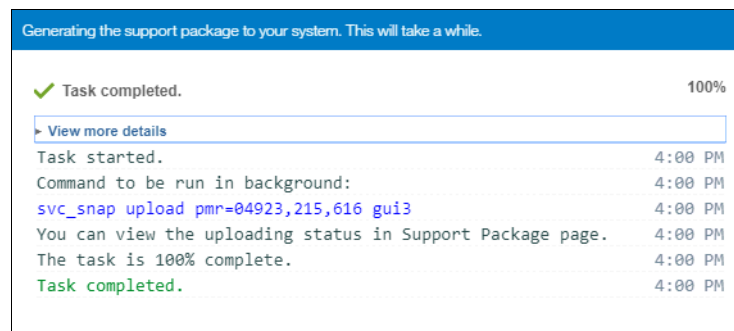 Generating the support package to your system. This will take a while.
Task completed. 100%
View more details
Task started. 4:00 PM
Command to be run in background: 4:00 PM
svc_snap upload pmr=04923,215,616 gui3 4:00 PM
You can view the uploading status in Support Package page. 4:00 PM
The task is 100% complete. 4:00 PM
Task completed. 4:00 PM